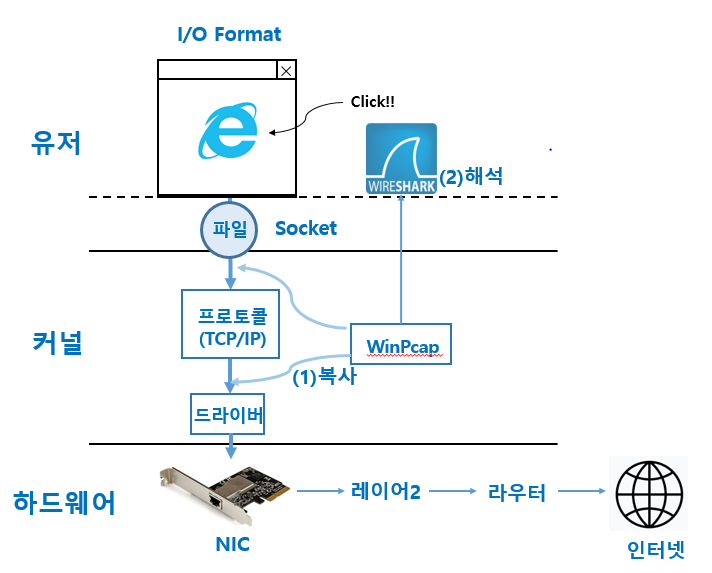 I/O Format
Click!!
유저
WIRESHARK
(2)해석
파일
Socket
프로토콜
(TCP/IP)
커널
WinPcap
(1)복사
드라이버
하드웨어
레이어2
라우터
NIC
인터넷